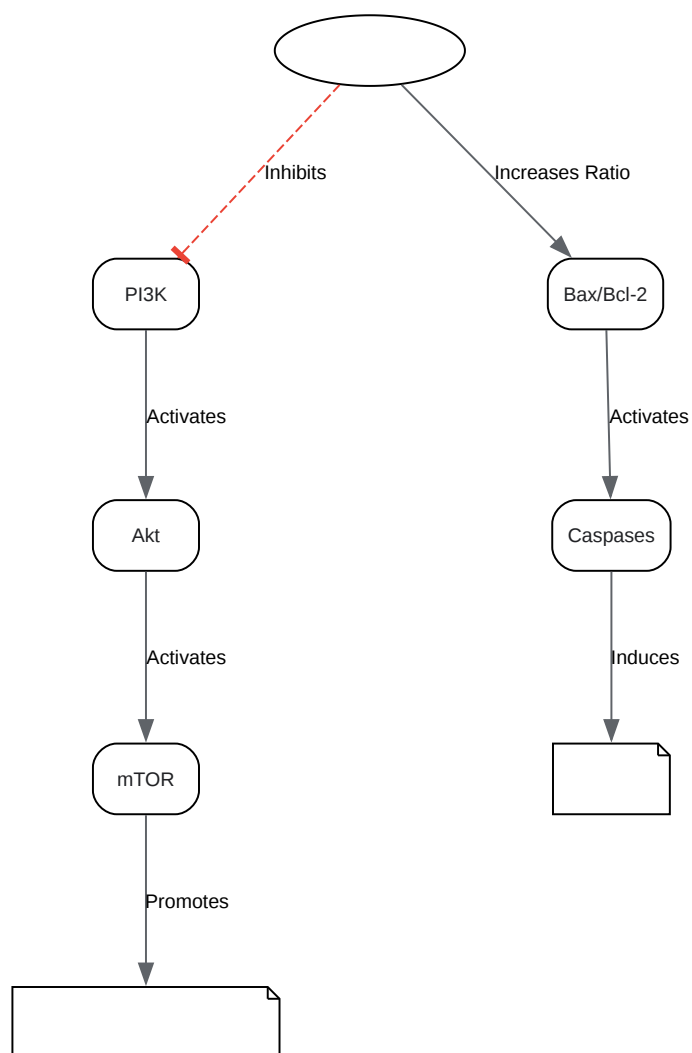 Inhibits
Increases Ratio
PI3K
Bax/Bcl-2
Activates
Activates
Akt
Caspases
Activates
Induces
mTOR
Promotes